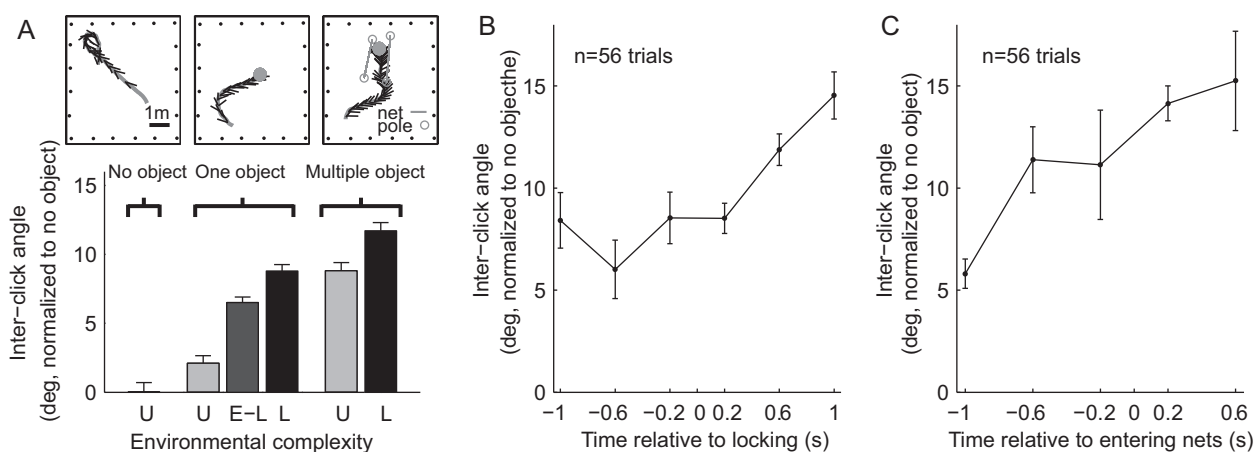 A
1m
net
pole
No object One object Multiple object
Inter−click angle
(deg, normalized to no object)
15
10
5
0
U U E−L L U L
Environmental complexity
B
n=56 trials
Inter−click angle
(deg, normalized to no objecthe)
15
10
5
0
−1 −0.6 −0.2 0 0.2 0.6 1
Time relative to locking (s)
C
n=56 trials
Inter−click angle
(deg, normalized to no object)
15
10
5
0
−1 −0.6 −0.2 0 0.2 0.6
Time relative to entering nets (s)